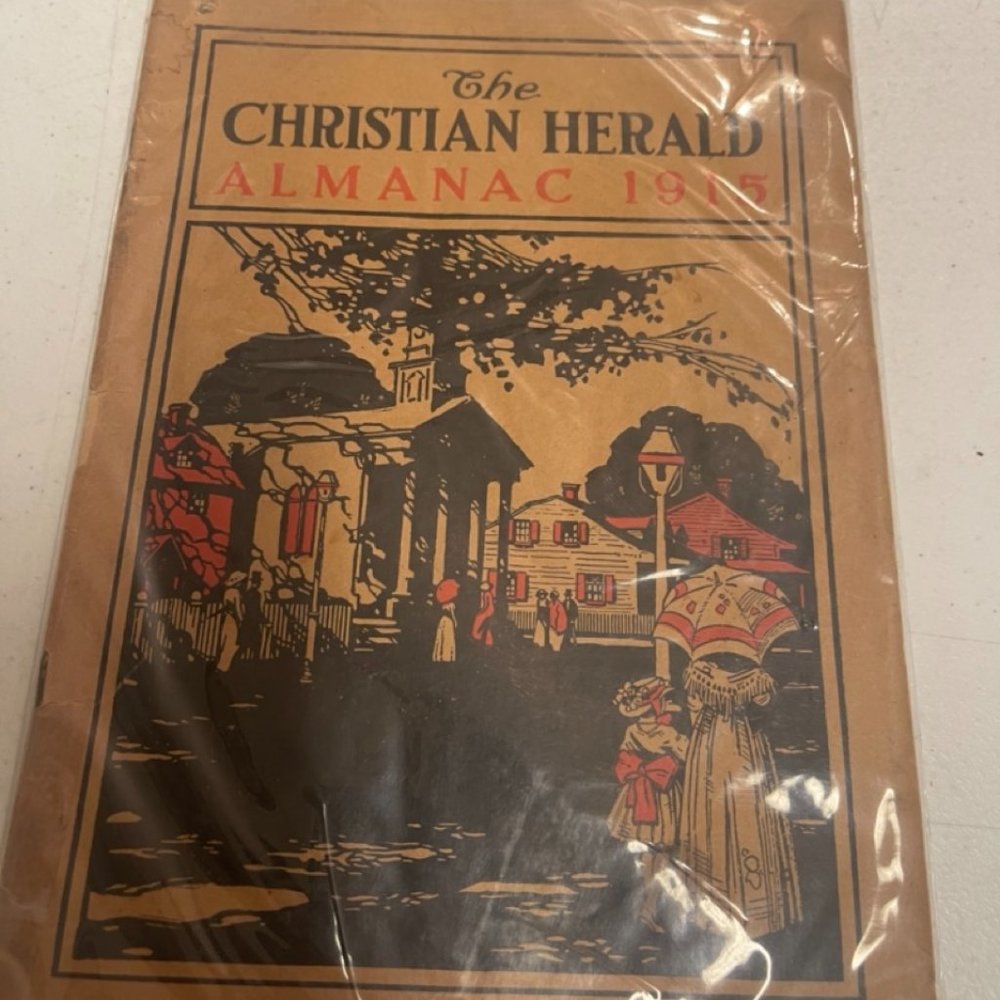 The
CHRISTIAN HERALD
ALMANAC 1915